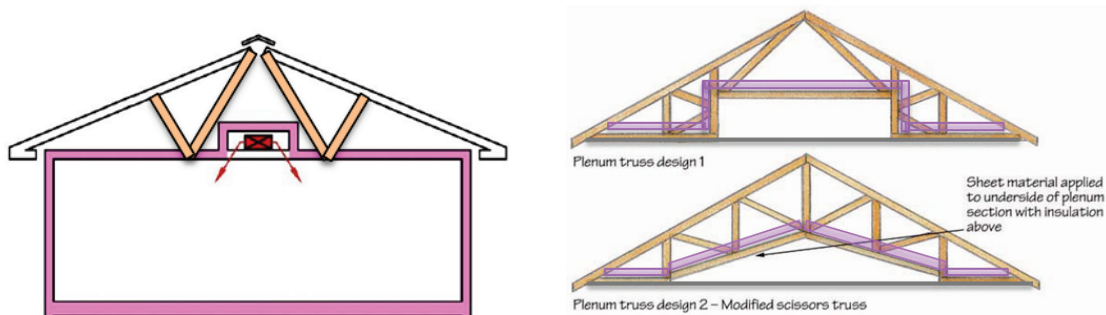 Plenum truss design 1
Sheet material applied
to underside of plenum
section with insulation
above
Plenum truss design 2 – Modified scissors truss